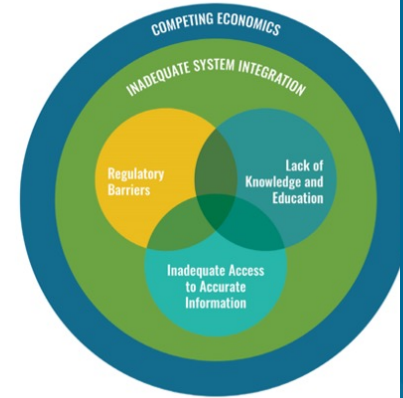 COMPETING ECONOMICS
INADEQUATE SYSTEM INTEGRATION
Regulatory
Barriers
Lack of
Knowledge and
Education
Inadequate Access
to Accurate
Information